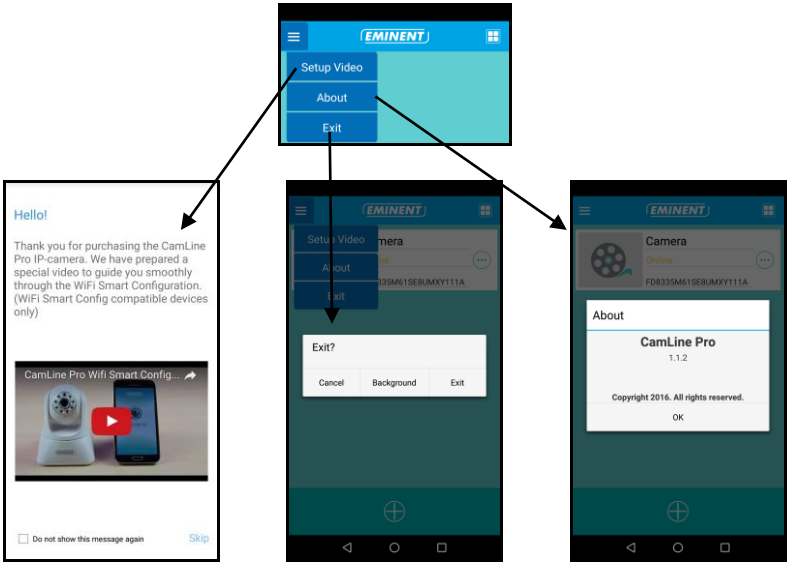 EMINENT
Setup Video
About
Exit
Hello!
Thank you for purchasing the CamLine
Pro IP-camera. We have prepared a
special video to guide you smoothly
through the WiFi Smart Configuration.
(WiFi Smart Config compatible devices
only)
CamLine Pro Wifi Smart Config...
Do not show this message again
Skip
EMINENT
Setup Video
mera
ne
About
335M61SE8UMXY111A
Exit
Exit?
Cancel
Background
Exit
EMINENT
Camera
Online
FD8335M61SE8UMXY111A
About
CamLine Pro
1.1.2
Copyright 2016. All rights reserved.
OK